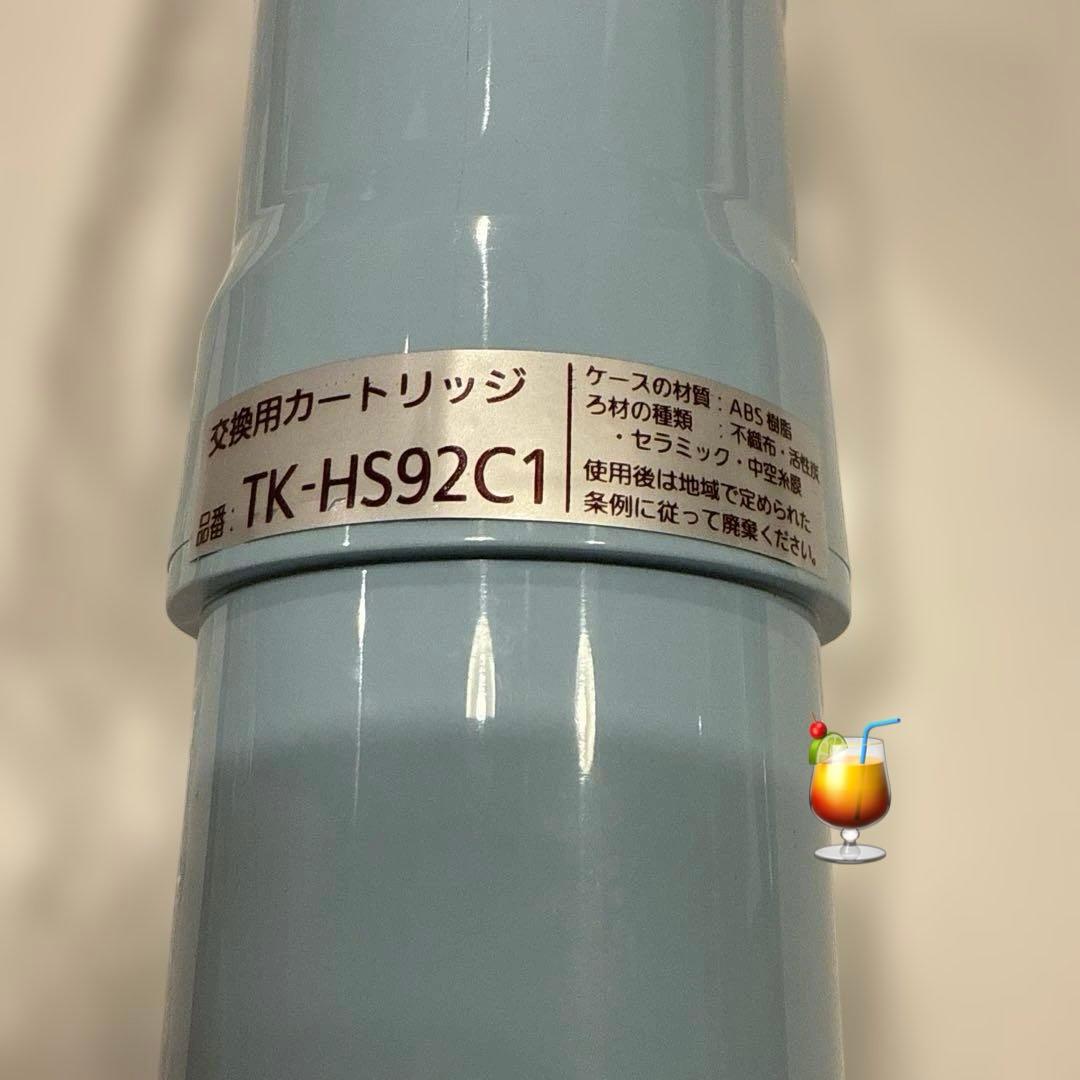 交換用カートリッジ
品番:TK-HS92C1
ケースの材質:ABS樹脂
ろ材の種類 :不織布・活性炭
・セラミック・中空糸膜
使用後は地域で定められた
条例に従って廃棄ください。